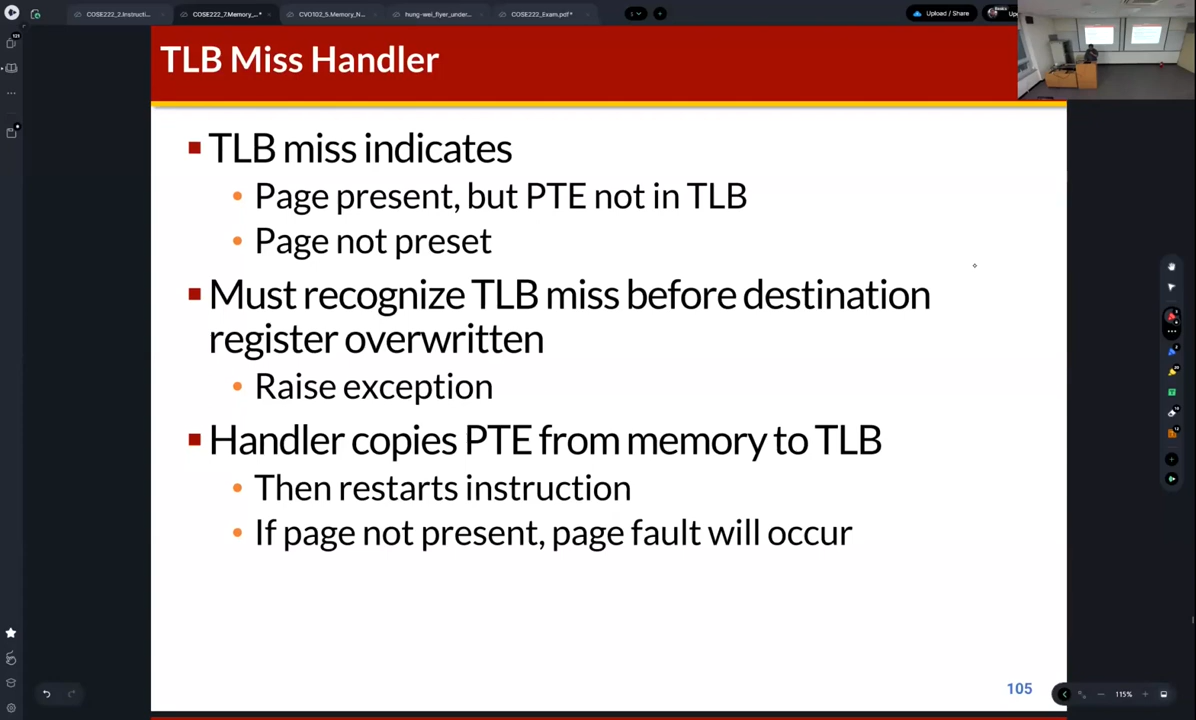 COSE222_2.Instructi...
COSE222_7.Memory_...*
CVO102_5.Memory_N...
hung-wei_flyer_under...
COSE222_Exam.pdf*
1
Upload / Share
TLB Miss Handler
TLB miss indicates
Page present, but PTE not in TLB
Page not preset
Must recognize TLB miss before destination
register overwritten
Raise exception
Handler copies PTE from memory to TLB
Then restarts instruction
If page not present, page fault will occur
105
115%